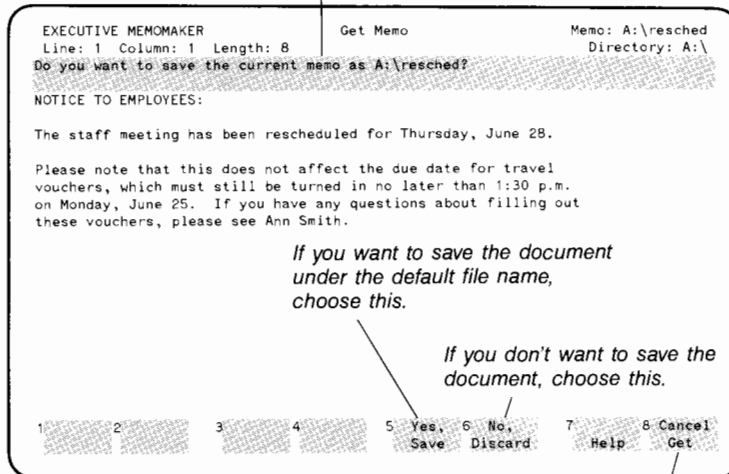 EXECUTIVE MEMOMAKER Get Memo Memo: A:\resched
Line: 1 Column: 1 Length: 8 Directory: A:\
Do you want to save the current memo as A:\resched?
NOTICE TO EMPLOYEES:
The staff meeting has been rescheduled for Thursday, June 28.
Please note that this does not affect the due date for travel
vouchers, which must still be turned in no later than 1:30 p.m.
on Monday, June 25. If you have any questions about filling out
these vouchers, please see Ann Smith.
If you want to save the document
under the default file name,
choose this.
If you don't want to save the
document, choose this.
1 2 3 4 5 Yes, 6 No, 7 8 Cancel
Save Discard Help Get